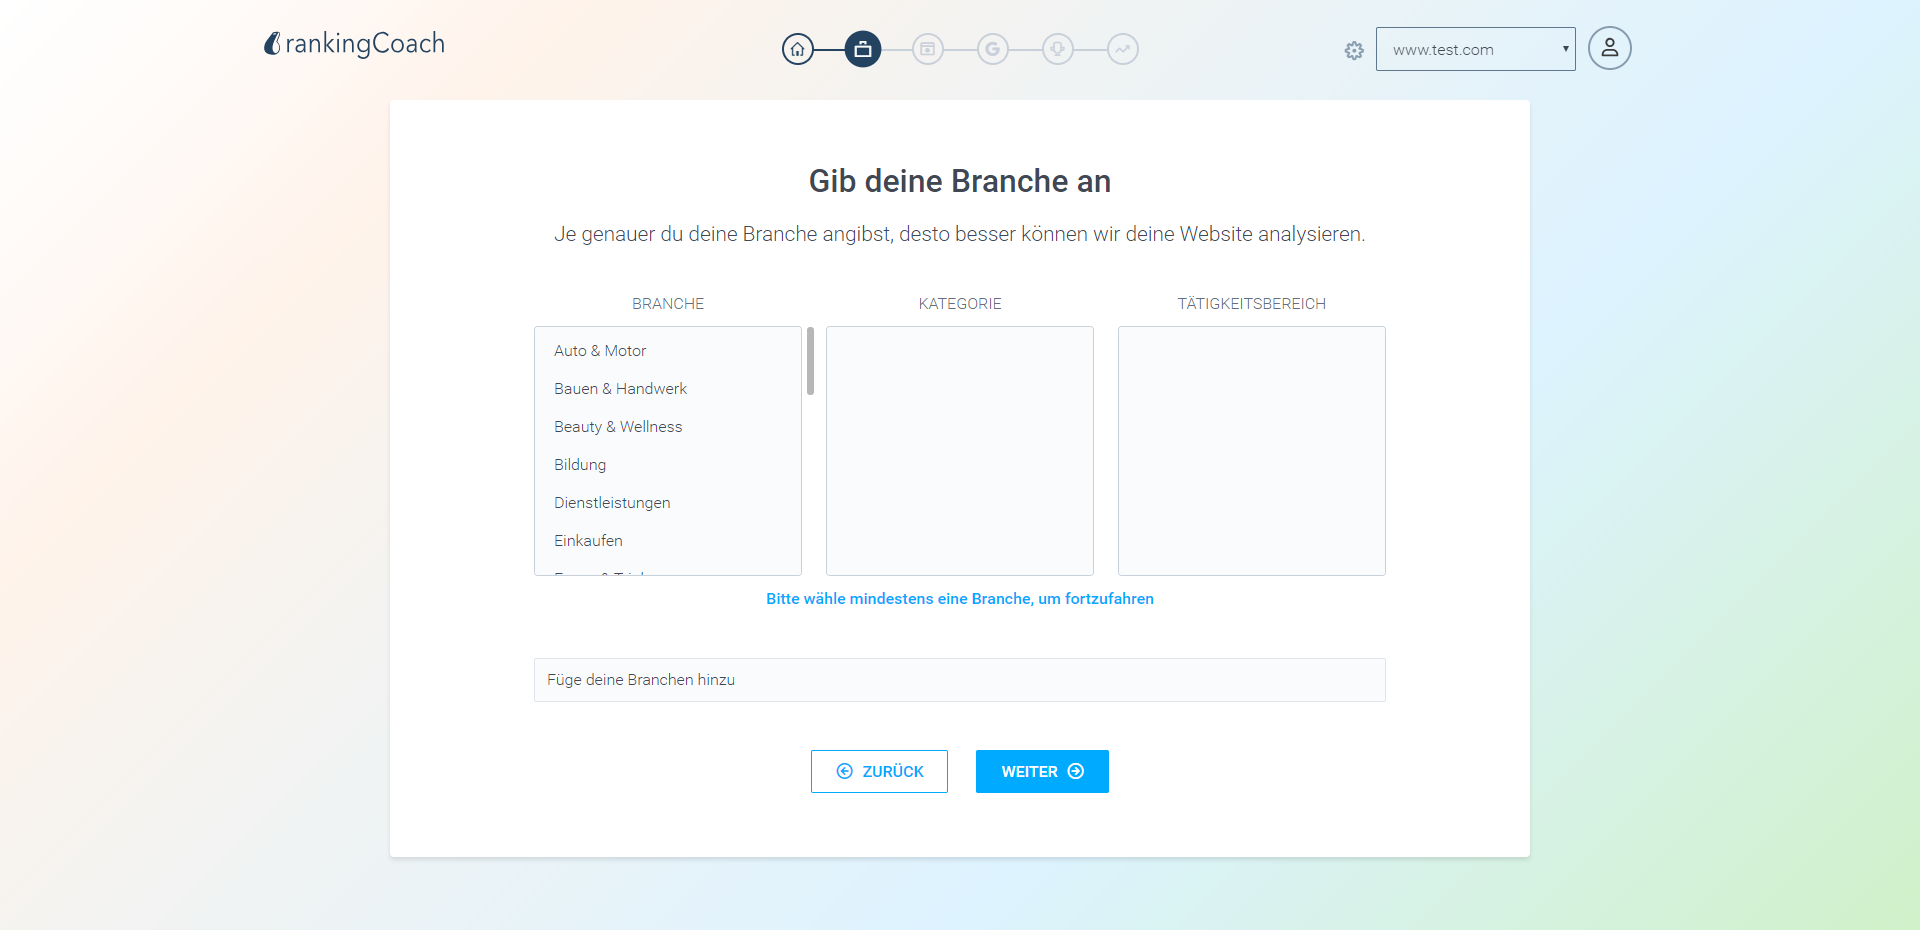 rankingCoach
www.test.com
Gib deine Branche an
Je genauer du deine Branche angibst, desto besser können wir deine Website analysieren.
BRANCHE
KATEGORIE
TÄTIGKEITSBEREICH
Auto & Motor
Bauen & Handwerk
Beauty & Wellness
Bildung
Dienstleistungen
Einkaufen
Bitte wähle mindestens eine Branche, um fortzufahren
Füge deine Branchen hinzu
ZURÜCK
WEITER